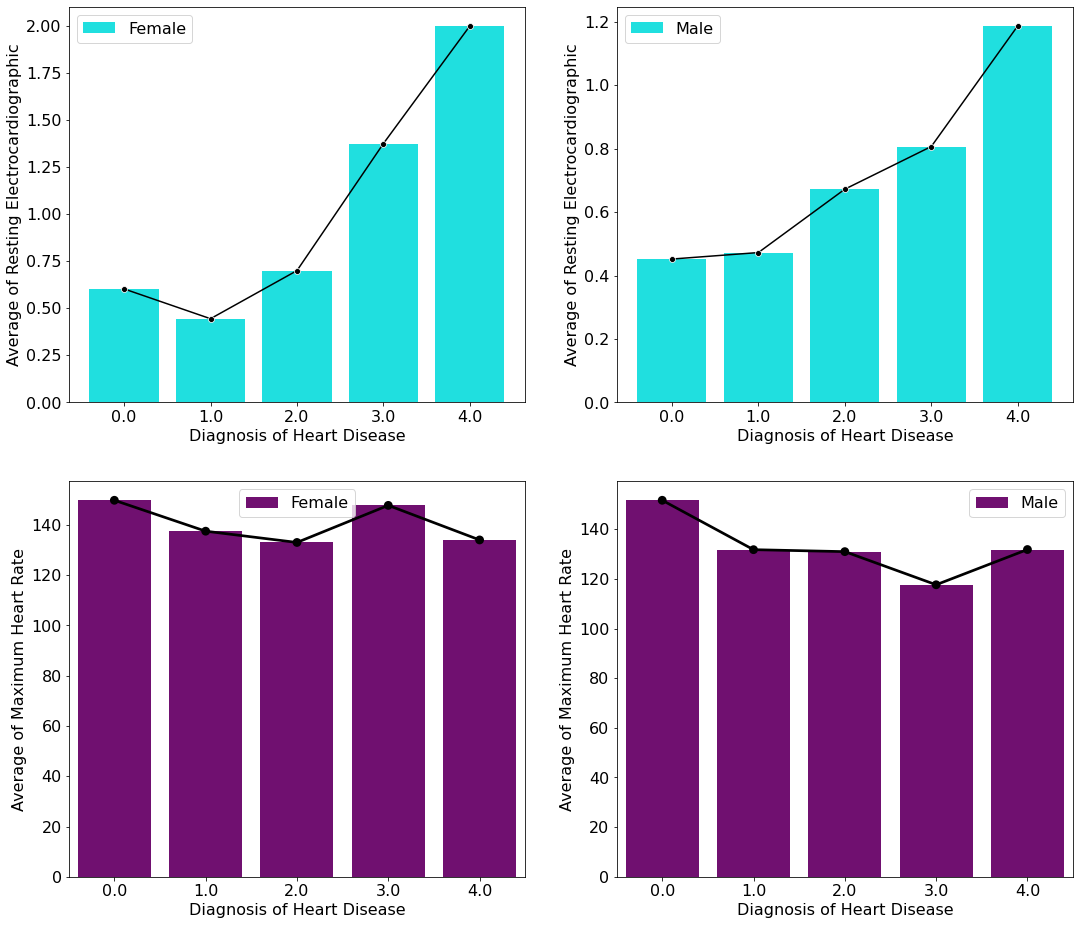 Average of Resting Electrocardiographic
2.00
1.75
1.50
1.25
1.00
0.75
0.50
0.25
0.00
Female
0.0 1.0 2.0 3.0 4.0
Diagnosis of Heart Disease
Average of Resting Electrocardiographic
1.2
1.0
0.8
0.6
0.4
0.2
0.0
Male
0.0 1.0 2.0 3.0 4.0
Diagnosis of Heart Disease
Average of Maximum Heart Rate
140
120
100
80
60
40
20
0
Female
0.0 1.0 2.0 3.0 4.0
Diagnosis of Heart Disease
Average of Maximum Heart Rate
140
120
100
80
60
40
20
0
Male
0.0 1.0 2.0 3.0 4.0
Diagnosis of Heart Disease